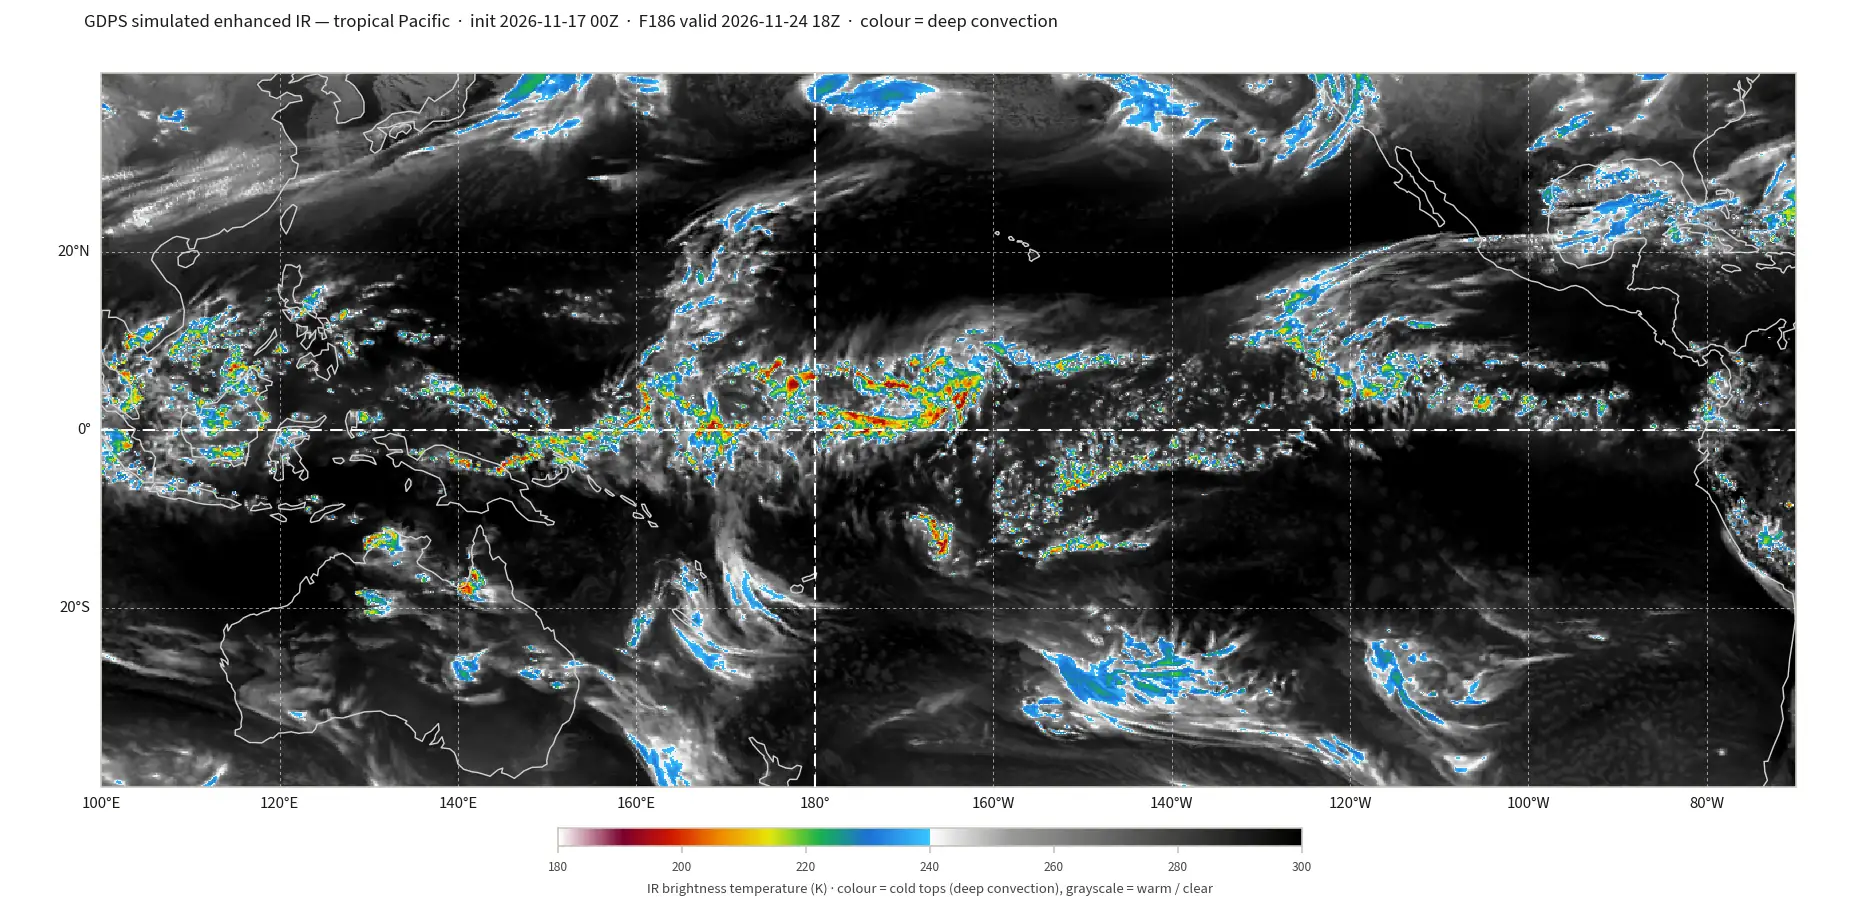 GDPS simulated enhanced IR — tropical Pacific · init 2026-11-17 00Z · F186 valid 2026-11-24 18Z · colour = deep convection
20°N
0°
20°S
100°E 120°E 140°E 160°E 180° 160°W 140°W 120°W 100°W 80°W
180 200 220 240 260 280 300
IR brightness temperature (K) · colour = cold tops (deep convection), grayscale = warm / clear